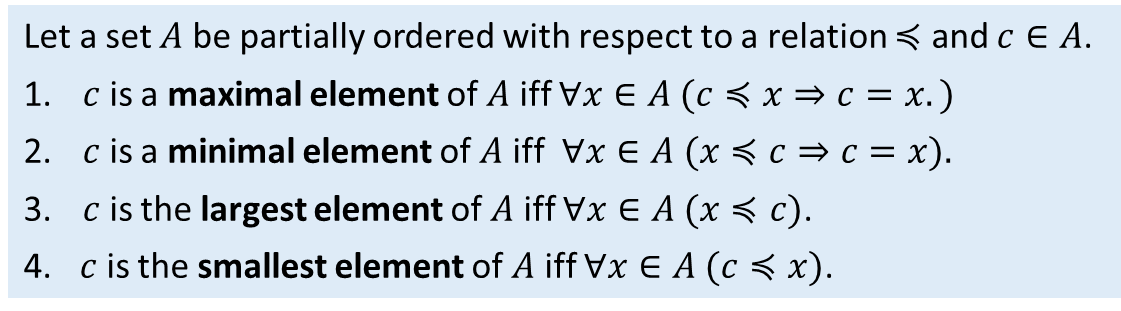 Let a set A be partially ordered with respect to a relation ≼ and c ∈ A.
1. c is a maximal element of A iff ∀x ∈ A (c ≼ x ⇒ c = x.)
2. c is a minimal element of A iff ∀x ∈ A (x ≼ c ⇒ c = x).
3. c is the largest element of A iff ∀x ∈ A (x ≼ c).
4. c is the smallest element of A iff ∀x ∈ A (c ≼ x).